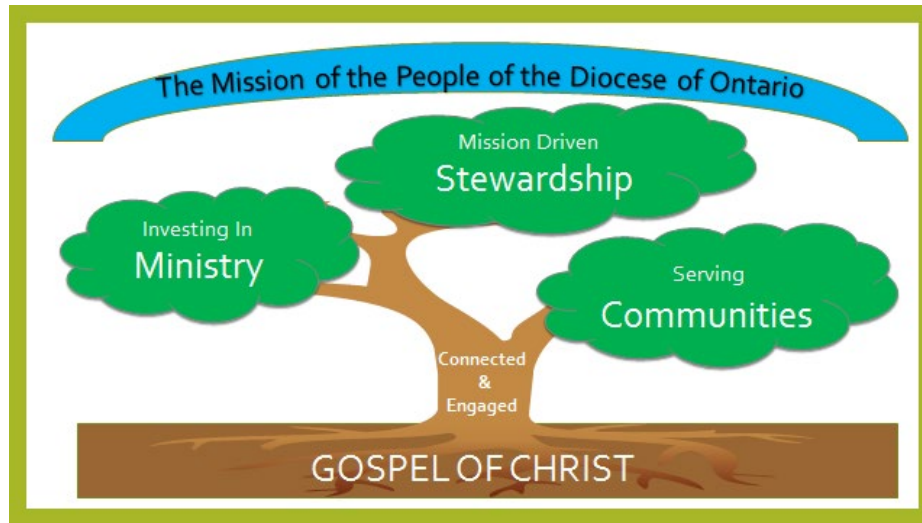 The Mission of the People of the Diocese of Ontario
Mission Driven
Stewardship
Investing In
Ministry
Serving
Communities
Connected
&
Engaged
GOSPEL OF CHRIST